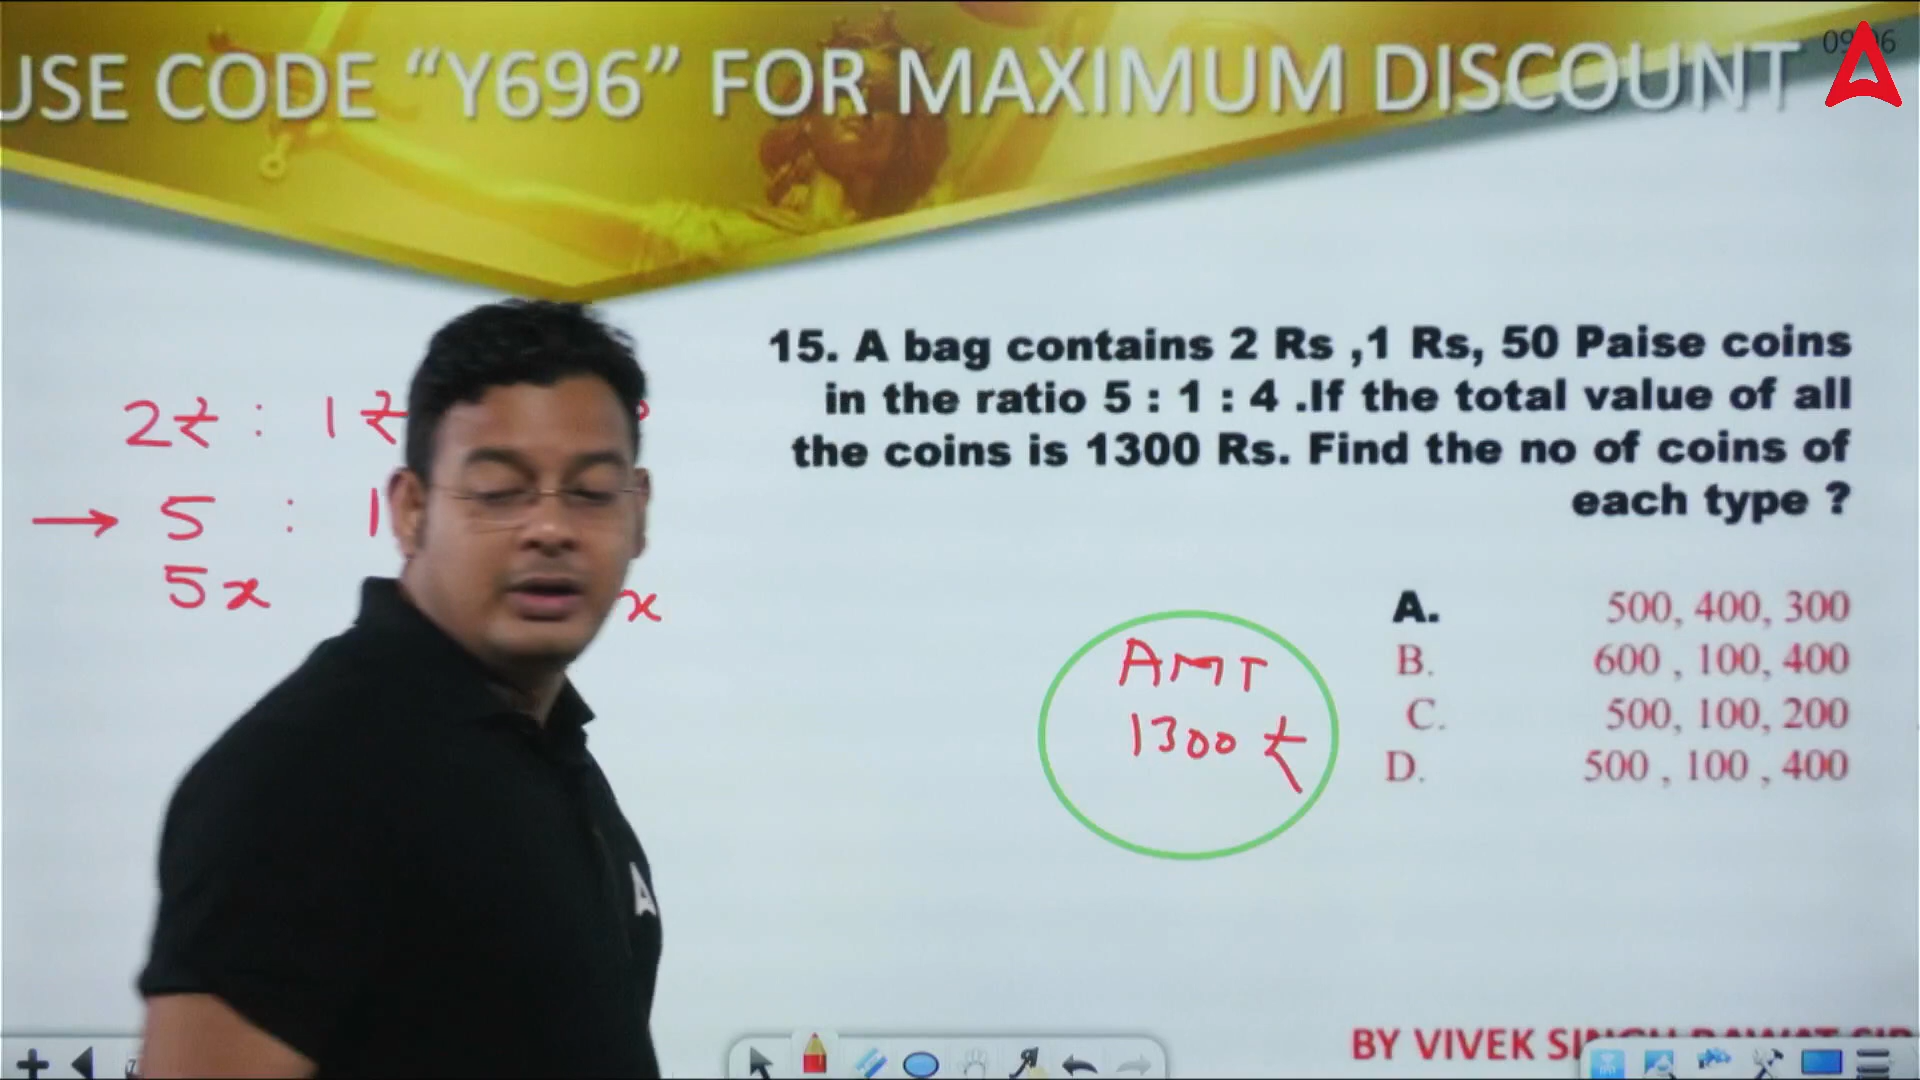 USE CODE “Y696” FOR MAXIMUM DISCOUNT
15. A bag contains 2 Rs ,1 Rs, 50 Paise coins
in the ratio 5 : 1 : 4 .If the total value of all
the coins is 1300 Rs. Find the no of coins of
each type ?
2₹ : 1₹
→ 5 : 1
5x x
AMT
1300 ₹
A. 500, 400, 300
B. 600 , 100, 400
C. 500, 100, 200
D. 500 , 100 , 400
BY VIVEK SINGH RAWAT SIR